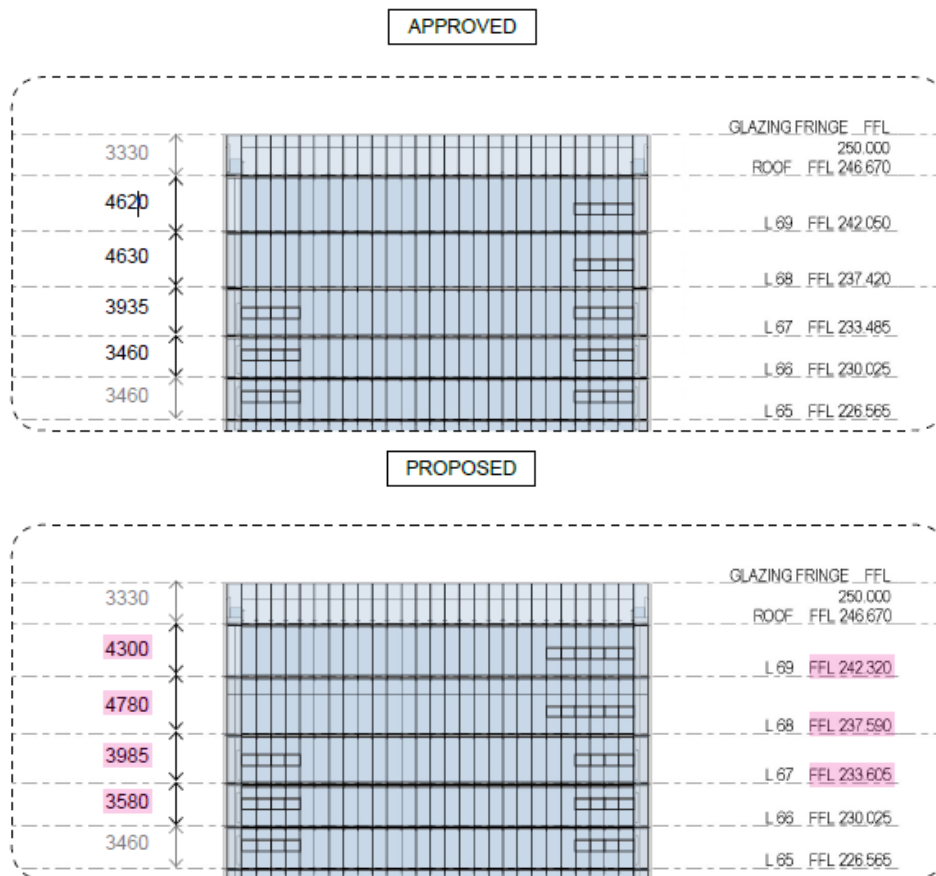 APPROVED
GLAZING FRINGE FFL
250.000
3330
ROOF FFL 246.670
4620
L 69 FFL 242.050
4630
L 68 FFL 237.420
3935
L 67 FFL 233.485
3460
L 66 FFL 230.025
3460
L 65 FFL 226.565
PROPOSED
GLAZING FRINGE FFL
250.000
3330
ROOF FFL 246.670
4300
L 69 FFL 242.320
4780
L 68 FFL 237.590
3985
L 67 FFL 233.605
3580
L 66 FFL 230.025
3460
L 65 FFL 226.565